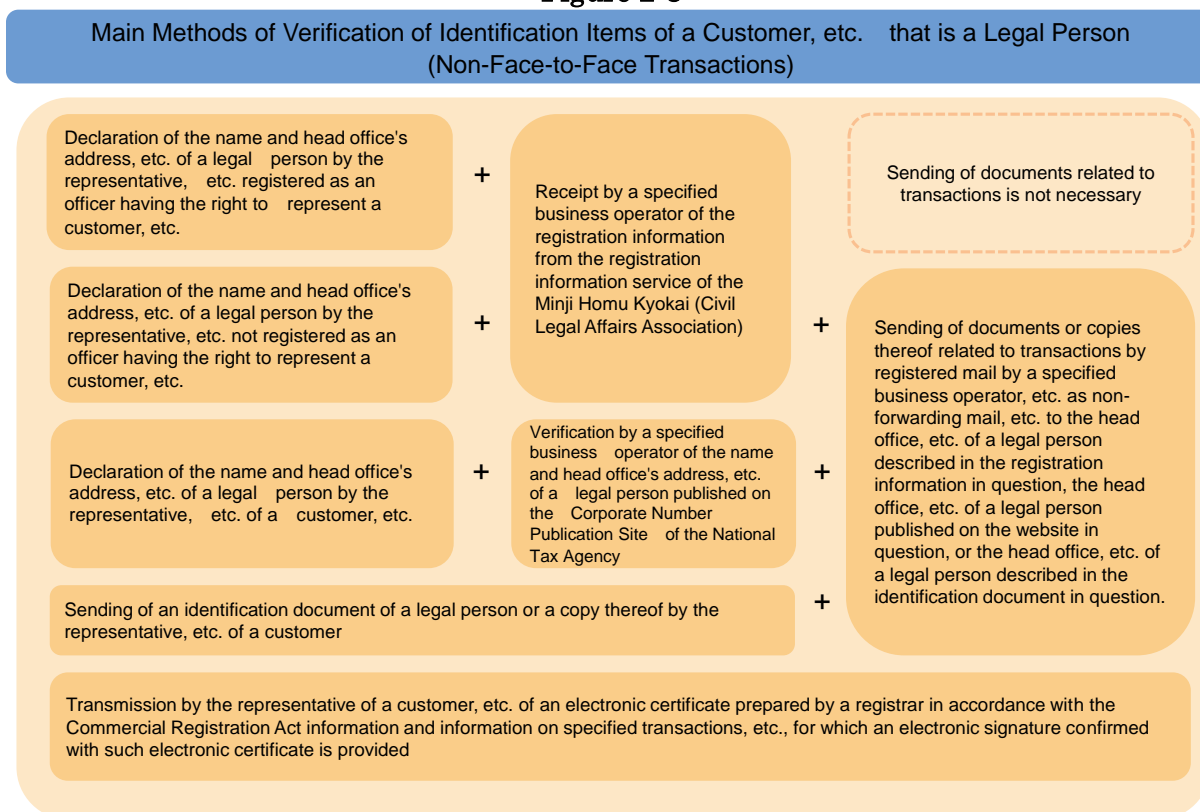 Main Methods of Verification of Identification Items of a Customer, etc. that is a Legal Person
(Non-Face-to-Face Transactions)
Declaration of the name and head office's
address, etc. of a legal person by the
representative, etc. registered as an
officer having the right to represent a
customer, etc.
+
Receipt by a specified
business operator of the
registration information
from the registration
information service of the
Minji Homu Kyokai (Civil
Legal Affairs Association)
Sending of documents related to
transactions is not necessary
Declaration of the name and head office's
address, etc. of a legal person by the
representative, etc. not registered as an
officer having the right to represent a
customer, etc.
+
+
Sending of documents or copies
thereof related to transactions by
registered mail by a specified
business operator, etc. as non-
forwarding mail, etc. to the head
office, etc. of a legal person
described in the registration
information in question, the head
office, etc. of a legal person
published on the website in
question, or the head office, etc. of
a legal person described in the
identification document in question.
Declaration of the name and head office's
address, etc. of a legal person by the
representative, etc. of a customer, etc.
+
Verification by a specified
business operator of the name
and head office's address, etc.
of a legal person published on
the Corporate Number
Publication Site of the National
Tax Agency
+
Sending of an identification document of a legal person or a copy thereof by the
representative, etc. of a customer
+
Transmission by the representative of a customer, etc. of an electronic certificate prepared by a registrar in accordance with the
Commercial Registration Act information and information on specified transactions, etc., for which an electronic signature confirmed
with such electronic certificate is provided